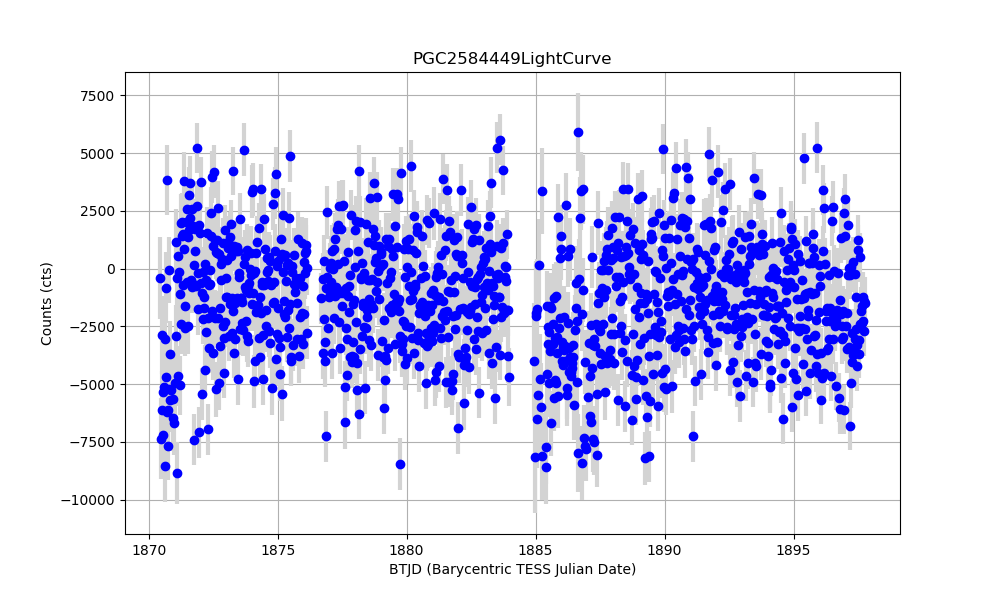 PGC2584449LightCurve
7500
5000
2500
0
−2500
−5000
−7500
−10000
Counts (cts)
1870 1875 1880 1885 1890 1895
BTJD (Barycentric TESS Julian Date)